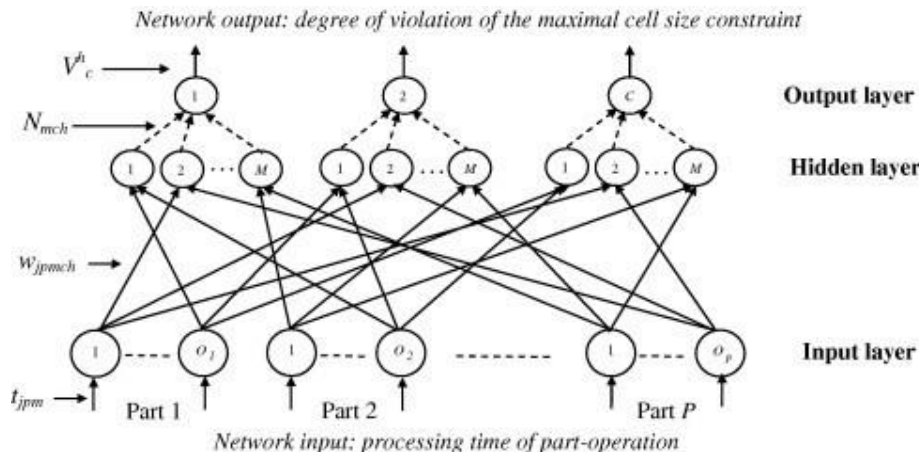 Network output: degree of violation of the maximal cell size constraint
V^h_c
1 2 C Output layer
N_mch
1 2 ... M 1 2 ... M 1 2 ... M Hidden layer
w_jpmch
1 O_1 1 O_2 1 O_p Input layer
t_jpm
Part 1 Part 2 Part P
Network input: processing time of part-operation